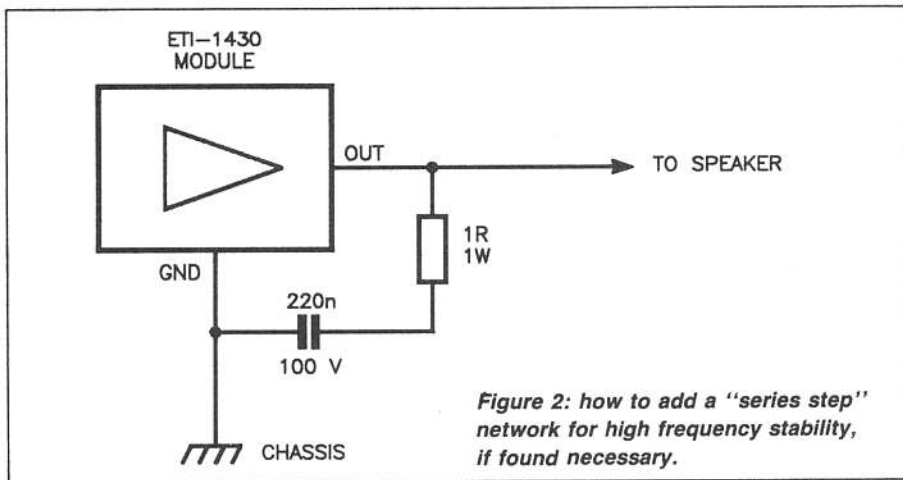 ETI–1430
MODULE
OUT
TO SPEAKER
1R
1W
GND
220n
100 V
CHASSIS
Figure 2: how to add a ‘‘series step’’
network for high frequency stability,
if found necessary.